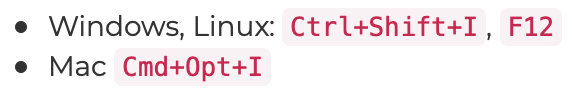 • Windows, Linux: Ctrl+Shift+I, F12
• Mac Cmd+Opt+I